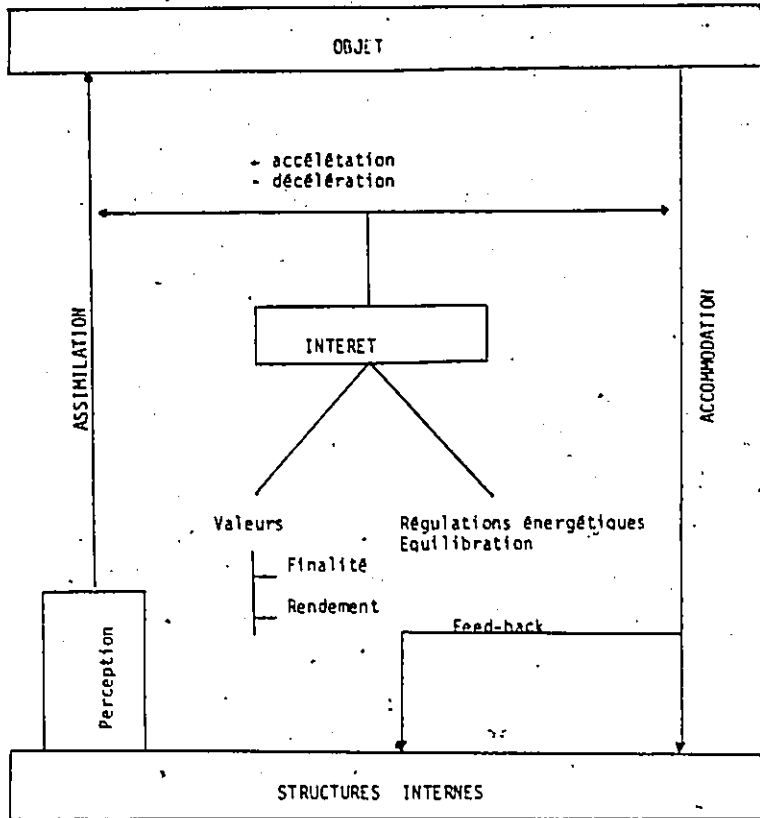 OBJET
+ accélétation
- décélération
INTERET
ASSIMILATION
ACCOMMODATION
Valeurs
Régulations énergétiques
Equilibration
Finalité
Rendement
Feed-back
Perception
STRUCTURES INTERNES